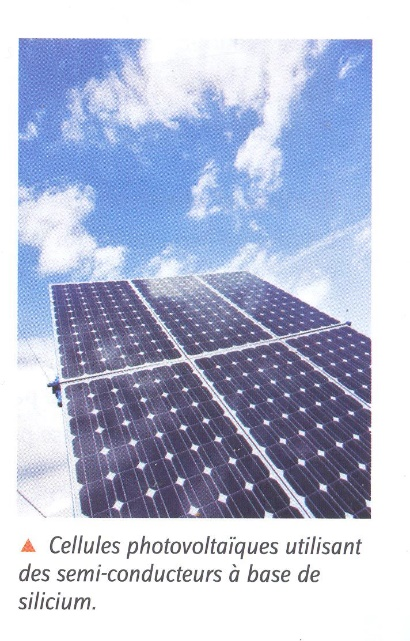 ▲ Cellules photovoltaïques utilisant
des semi-conducteurs à base de
silicium.